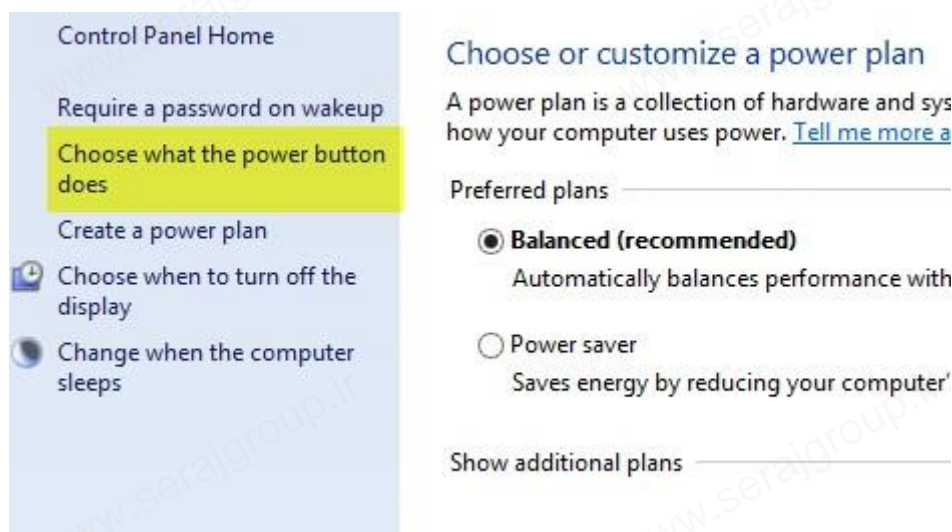 Control Panel Home
Require a password on wakeup
Choose what the power button
does
Create a power plan
Choose when to turn off the
display
Change when the computer
sleeps
Choose or customize a power plan
A power plan is a collection of hardware and sys
how your computer uses power. Tell me more a
Preferred plans
Balanced (recommended)
Automatically balances performance with
Power saver
Saves energy by reducing your computer'
Show additional plans
www.serajgroup.ir